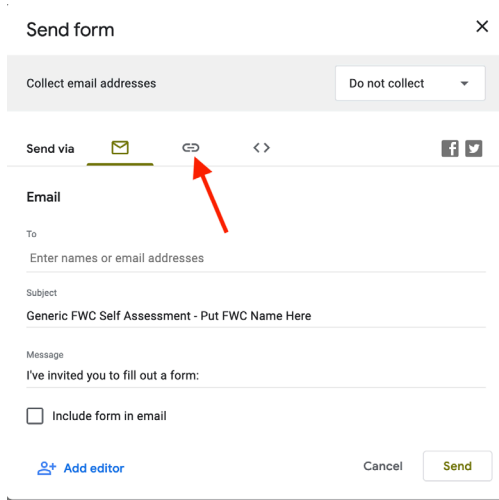 Send form
Collect email addresses
Do not collect
Send via
Email
To
Enter names or email addresses
Subject
Generic FWC Self Assessment - Put FWC Name Here
Message
I've invited you to fill out a form:
Include form in email
Add editor
Cancel
Send